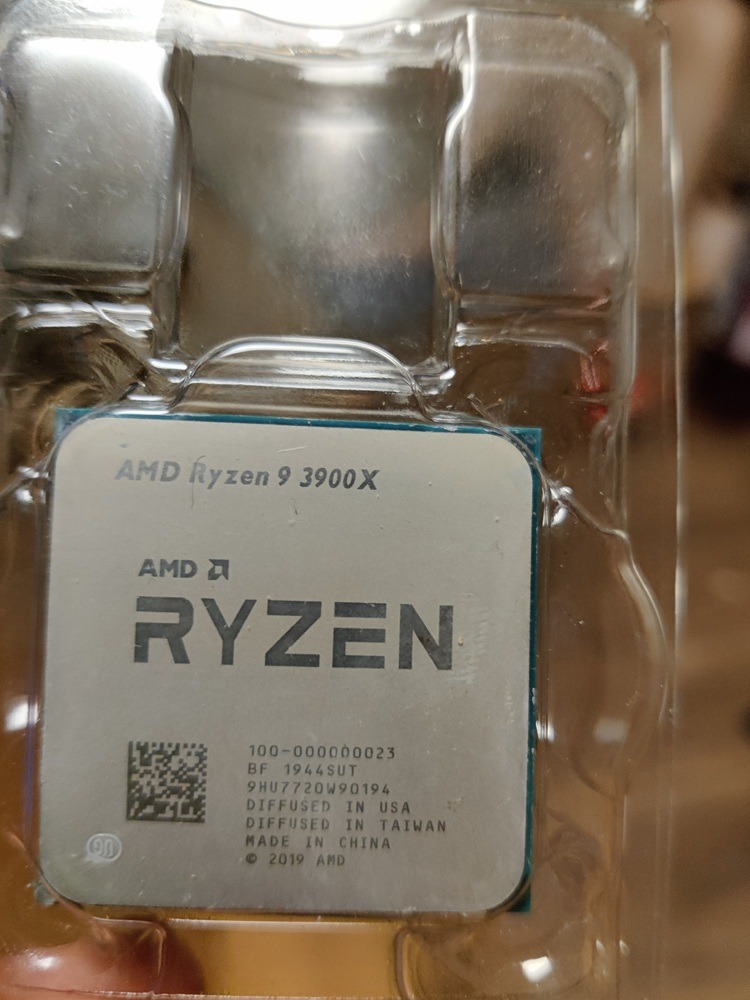 AMD Ryzen 9 3900X
AMD
RYZEN
100-000000023
BF 1944SUT
9HU7720W90194
DIFFUSED IN USA
DIFFUSED IN TAIWAN
MADE IN CHINA
© 2019 AMD